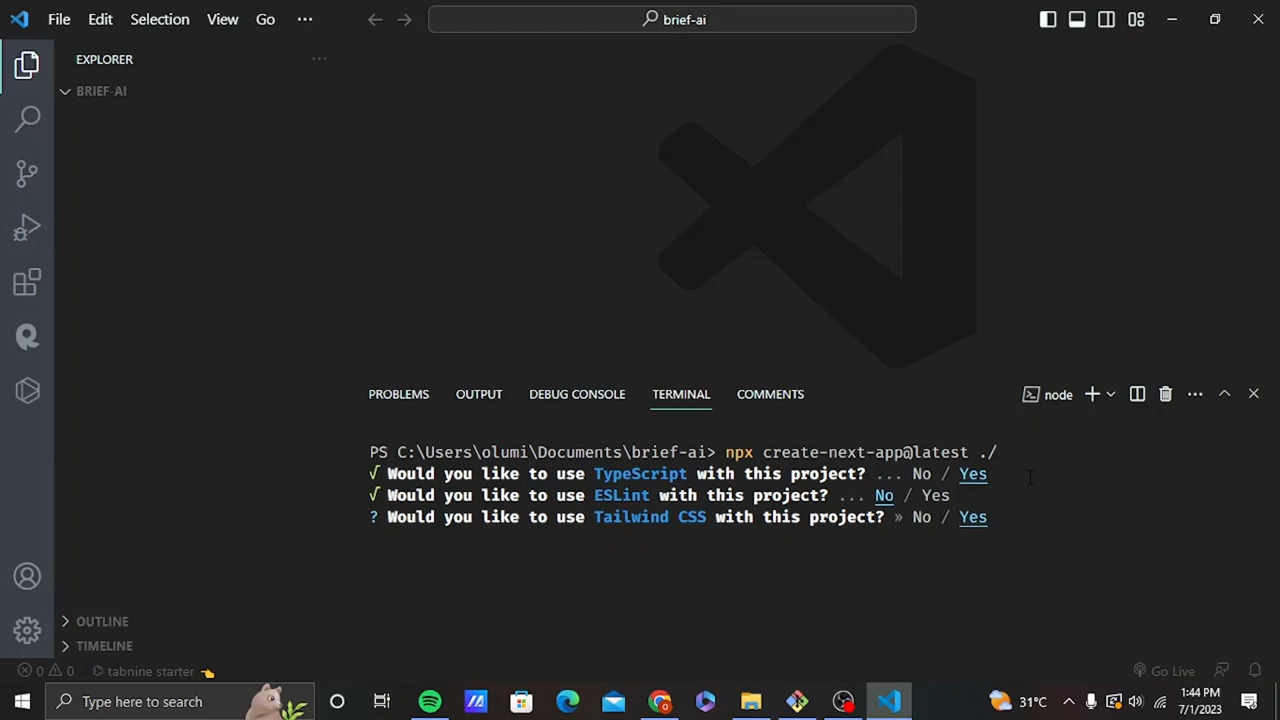 File Edit Selection View Go ... brief-ai
EXPLORER ...
BRIEF-AI
PROBLEMS OUTPUT DEBUG CONSOLE TERMINAL COMMENTS node ...
PS C:\Users\olumi\Documents\brief-ai> npx create-next-app@latest ./
√ Would you like to use TypeScript with this project? ... No / Yes
√ Would you like to use ESLint with this project? ... No / Yes
? Would you like to use Tailwind CSS with this project? » No / Yes
OUTLINE
TIMELINE
0 0 tabnine starter Go Live
Type here to search 31°C 1:44 PM
7/1/2023